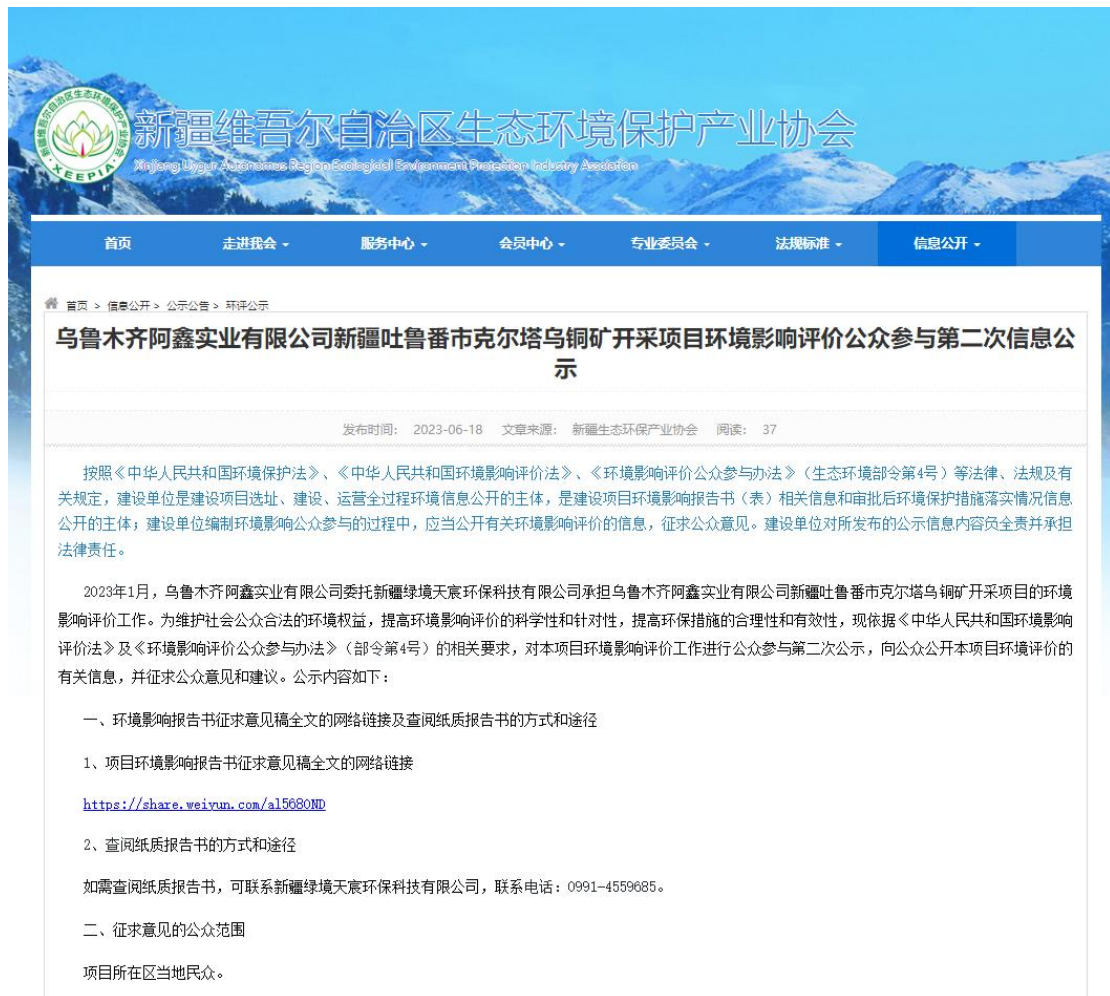 新疆维吾尔自治区生态环境保护产业协会
XEEPIA
新疆维吾尔自治区生态环境保护产业协会
Xinjiang Uygur Autonomous Region Ecological Environment Protection Industry Assoiation
首页 走进我会 服务中心 会员中心 专业委员会 法规标准 信息公开
首页 > 信息公开 > 公示公告 > 环评公示
乌鲁木齐阿鑫实业有限公司新疆吐鲁番市克尔塔乌铜矿开采项目环境影响评价公众参与第二次信息公
示
发布时间: 2023-06-18 文章来源: 新疆生态环保产业协会 阅读: 37
按照《中华人民共和国环境保护法》、《中华人民共和国环境影响评价法》、《环境影响评价公众参与办法》（生态环境部令第4号）等法律、法规及有
关规定，建设单位是建设项目选址、建设、运营全过程环境信息公开的主体，是建设项目环境影响报告书（表）相关信息和审批后环境保护措施落实情况信息
公开的主体；建设单位编制环境影响公众参与的过程中，应当公开有关环境影响评价的信息，征求公众意见。建设单位对所发布的公示信息内容负全责并承担
法律责任。
2023年1月，乌鲁木齐阿鑫实业有限公司委托新疆绿境天宸环保科技有限公司承担乌鲁木齐阿鑫实业有限公司新疆吐鲁番市克尔塔乌铜矿开采项目的环境
影响评价工作。为维护社会公众合法的环境权益，提高环境影响评价的科学性和针对性，提高环保措施的合理性和有效性，现依据《中华人民共和国环境影响
评价法》及《环境影响评价公众参与办法》（部令第4号）的相关要求，对本项目环境影响评价工作进行公众参与第二次公示，向公众公开本项目环境评价的
有关信息，并征求公众意见和建议。公示内容如下：
一、环境影响报告书征求意见稿全文的网络链接及查阅纸质报告书的方式和途径
1、项目环境影响报告书征求意见稿全文的网络链接
https://share.weiyun.com/al568OND
2、查阅纸质报告书的方式和途径
如需查阅纸质报告书，可联系新疆绿境天宸环保科技有限公司，联系电话：0991-4559685。
二、征求意见的公众范围
项目所在区当地民众。